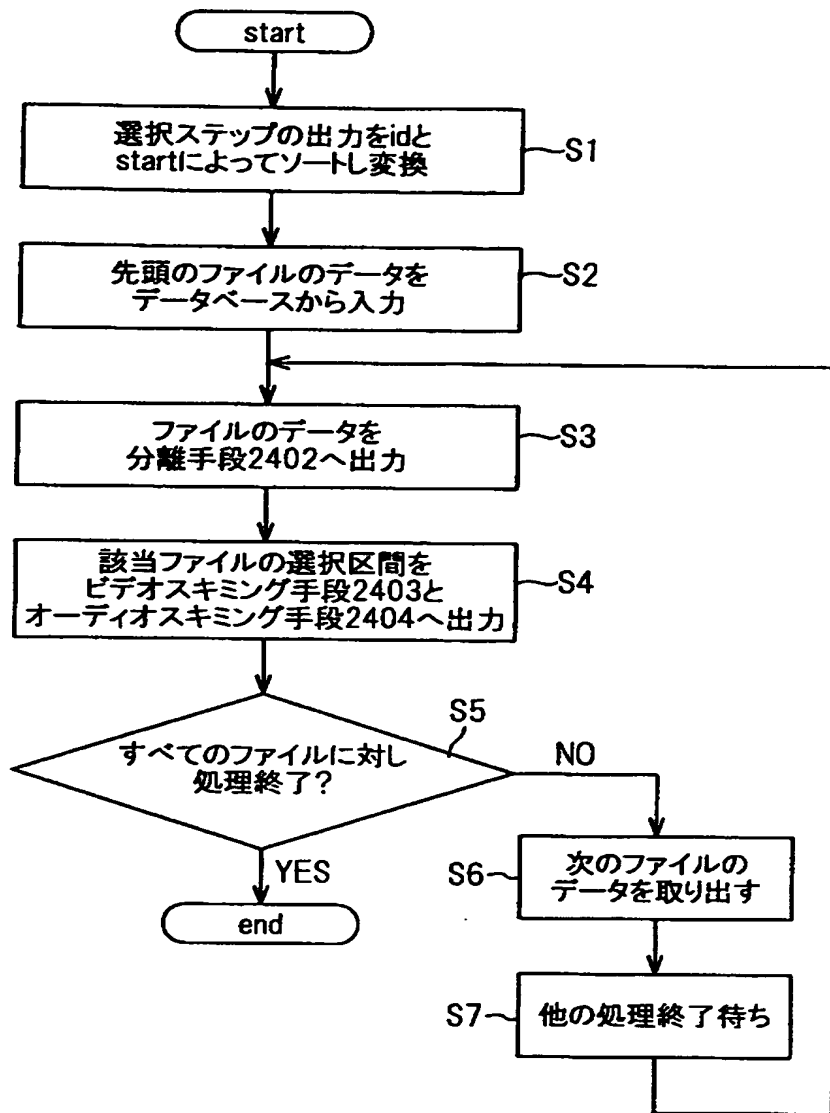 start
選択ステップの出力をidと
startによってソートし変換
S1
先頭のファイルのデータを
データベースから入力
S2
ファイルのデータを
分離手段2402へ出力
S3
該当ファイルの選択区間を
ビデオスキミング手段2403と
オーディオスキミング手段2404へ出力
S4
すべてのファイルに対し
処理終了?
S5
NO
YES
end
S6
次のファイルの
データを取り出す
S7
他の処理終了待ち